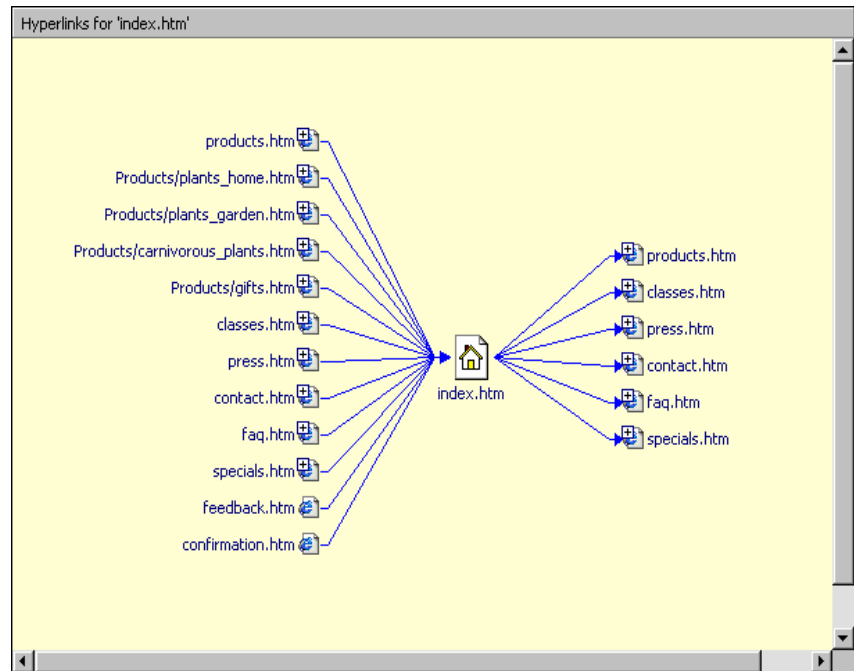 Hyperlinks for 'index.htm'
products.htm
Products/plants_home.htm
Products/plants_garden.htm
Products/carnivorous_plants.htm
Products/gifts.htm
classes.htm
press.htm
contact.htm
faq.htm
specials.htm
feedback.htm
confirmation.htm
index.htm
products.htm
classes.htm
press.htm
contact.htm
faq.htm
specials.htm